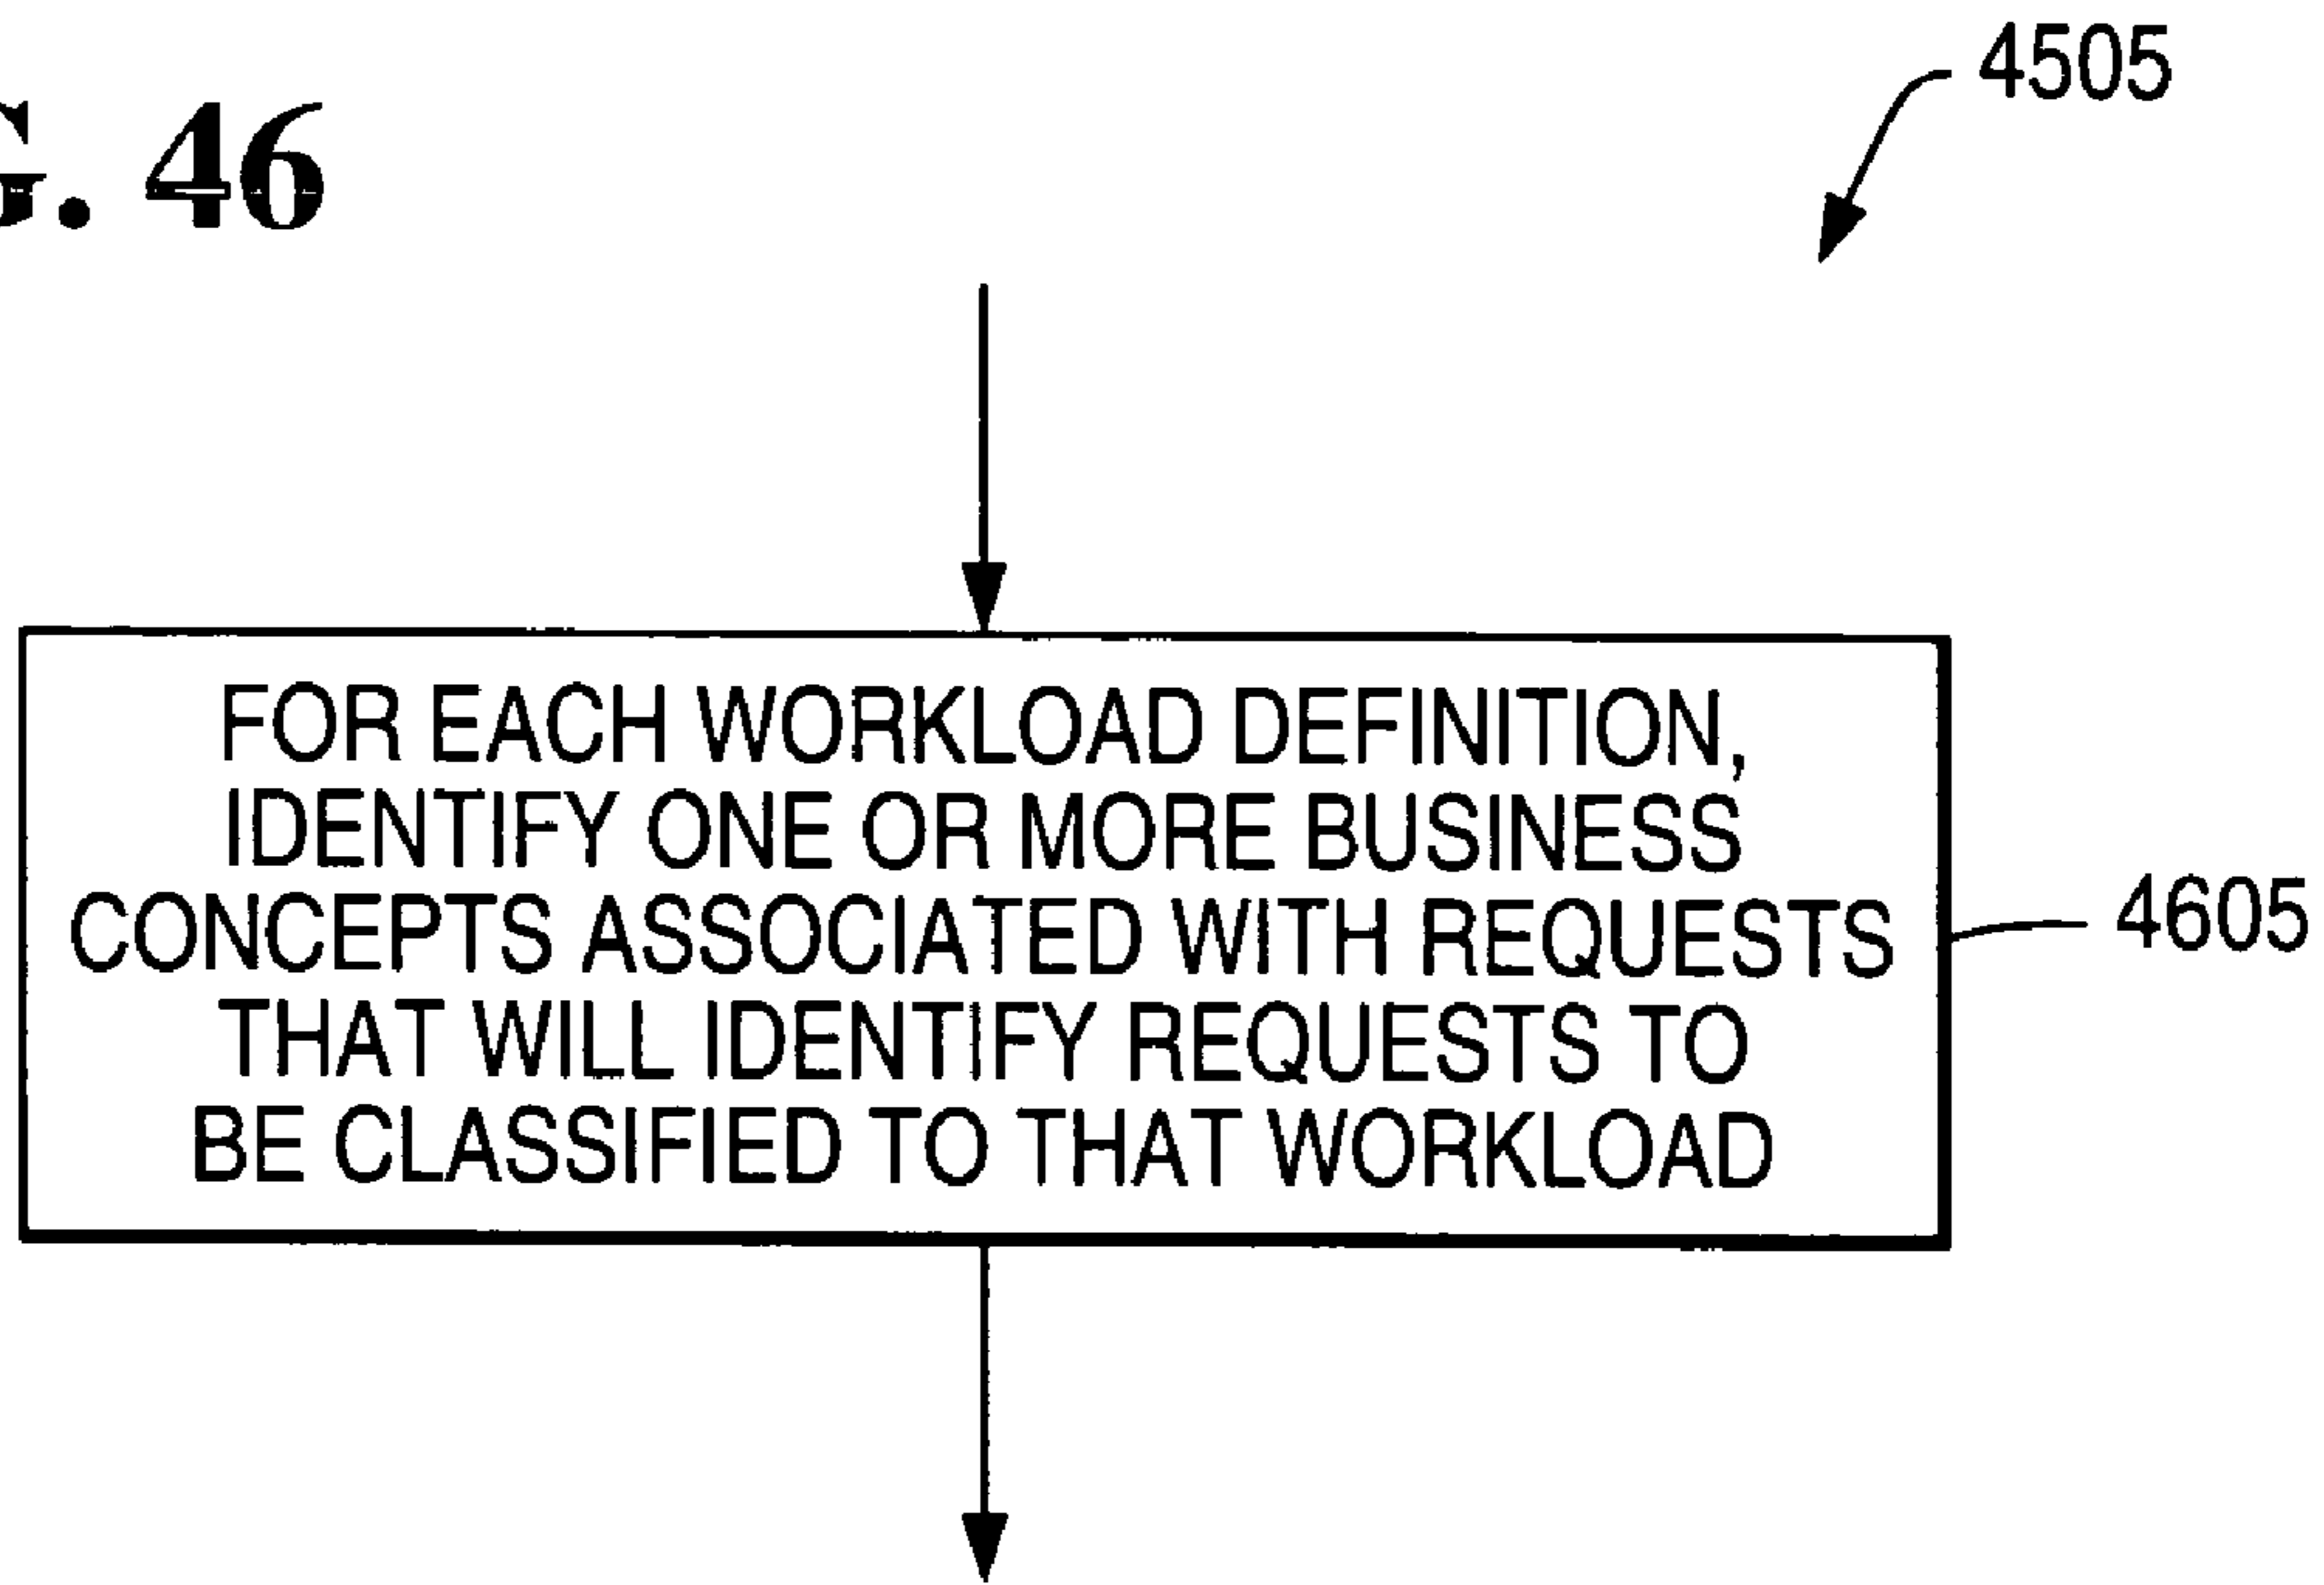 G. 46
4505
FOR EACH WORKLOAD DEFINITION,
IDENTIFY ONE OR MORE BUSINESS
CONCEPTS ASSOCIATED WITH REQUESTS
THAT WILL IDENTIFY REQUESTS TO
BE CLASSIFIED TO THAT WORKLOAD
4605